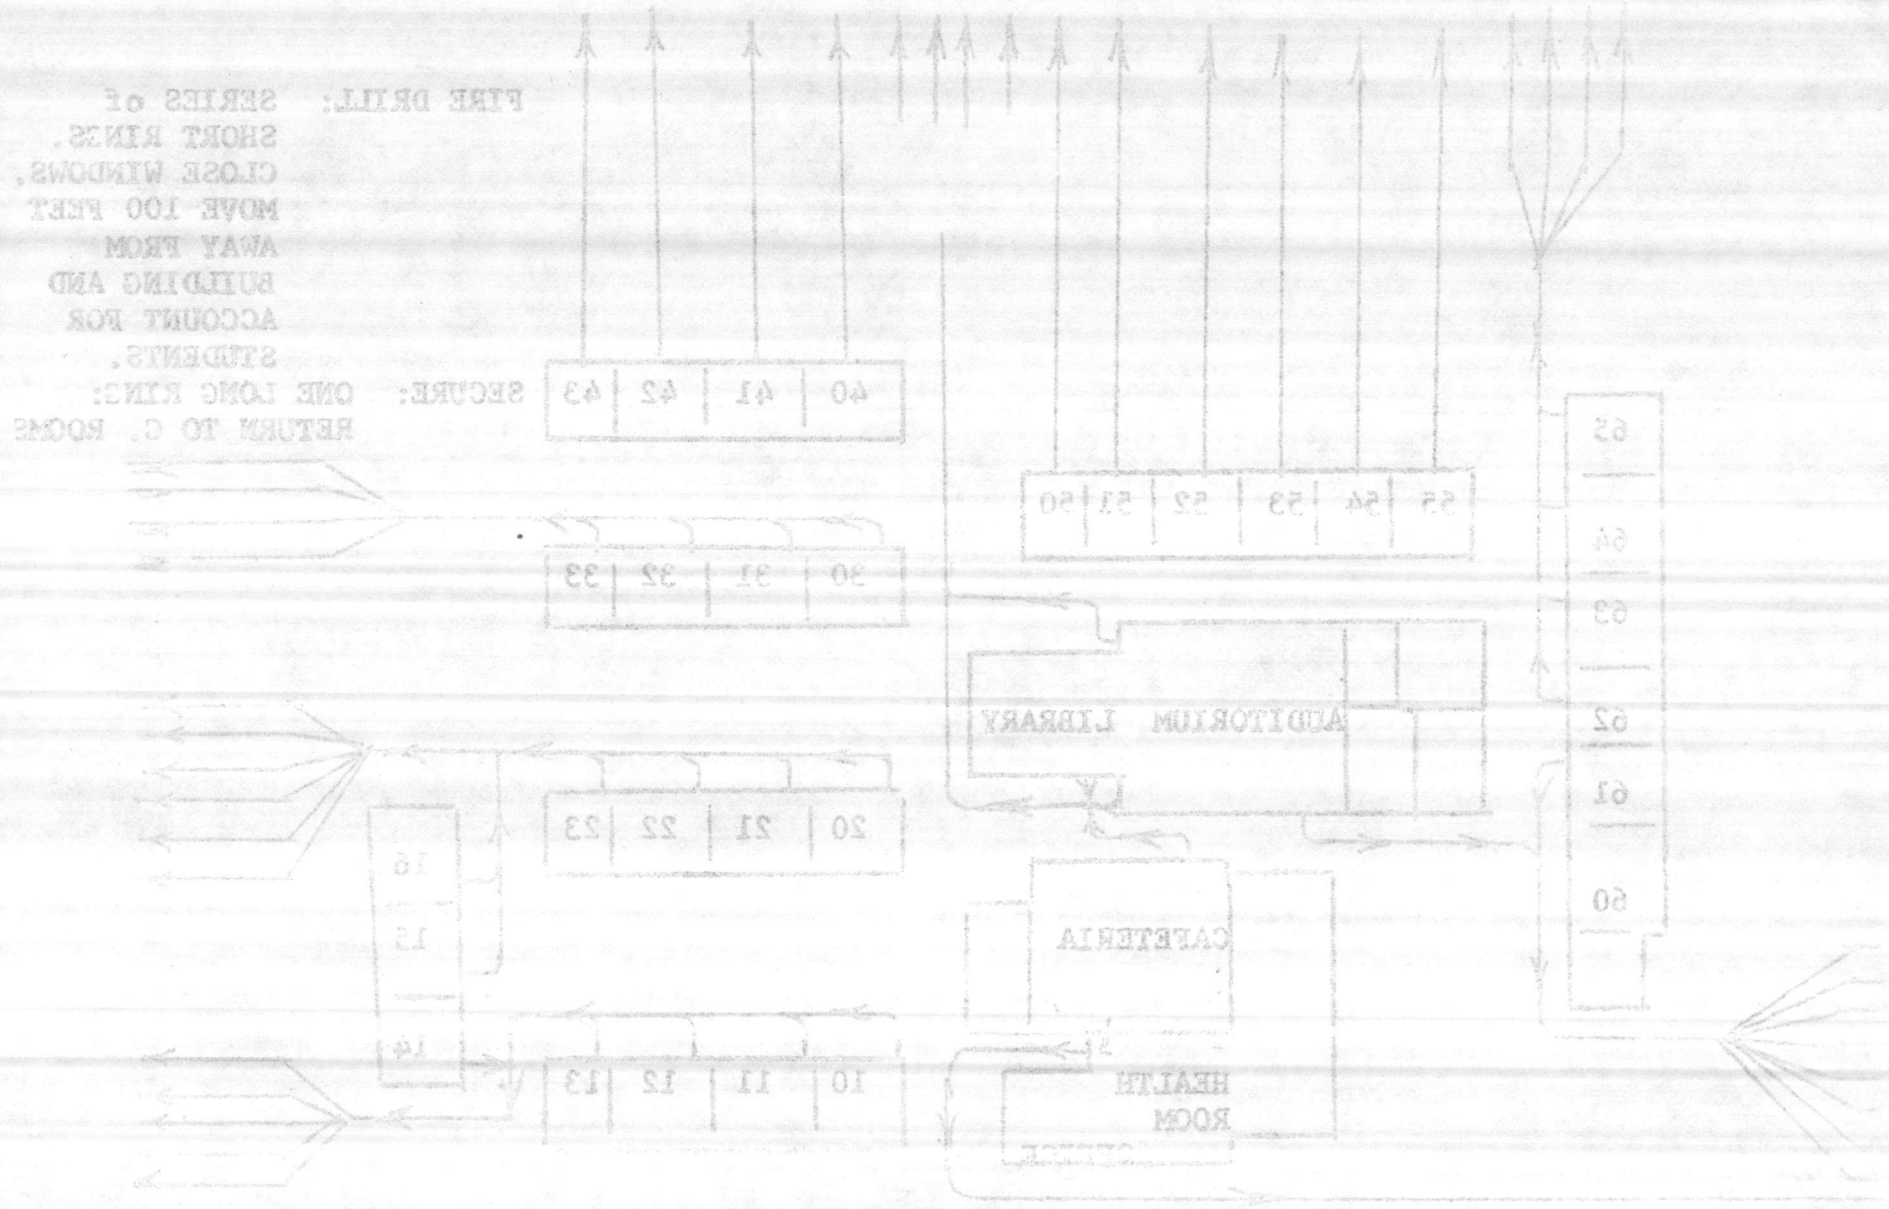 FIRE DRILL: SERIES of
SHORT RINGS.
CLOSE WINDOWS.
MOVE 100 FEET
AWAY FROM
BUILDING AND
ACCOUNT FOR
STUDENTS.
SECURE: ONE LONG RING:
RETURN TO C. ROOMS
40 41 42 43
65
55 54 53 52 51 50
64
30 31 32 33
63
AUDITORIUM LIBRARY
62
61
20 21 22 23
16
60
15
CAFETERIA
14
10 11 12 13
HEALTH
ROOM